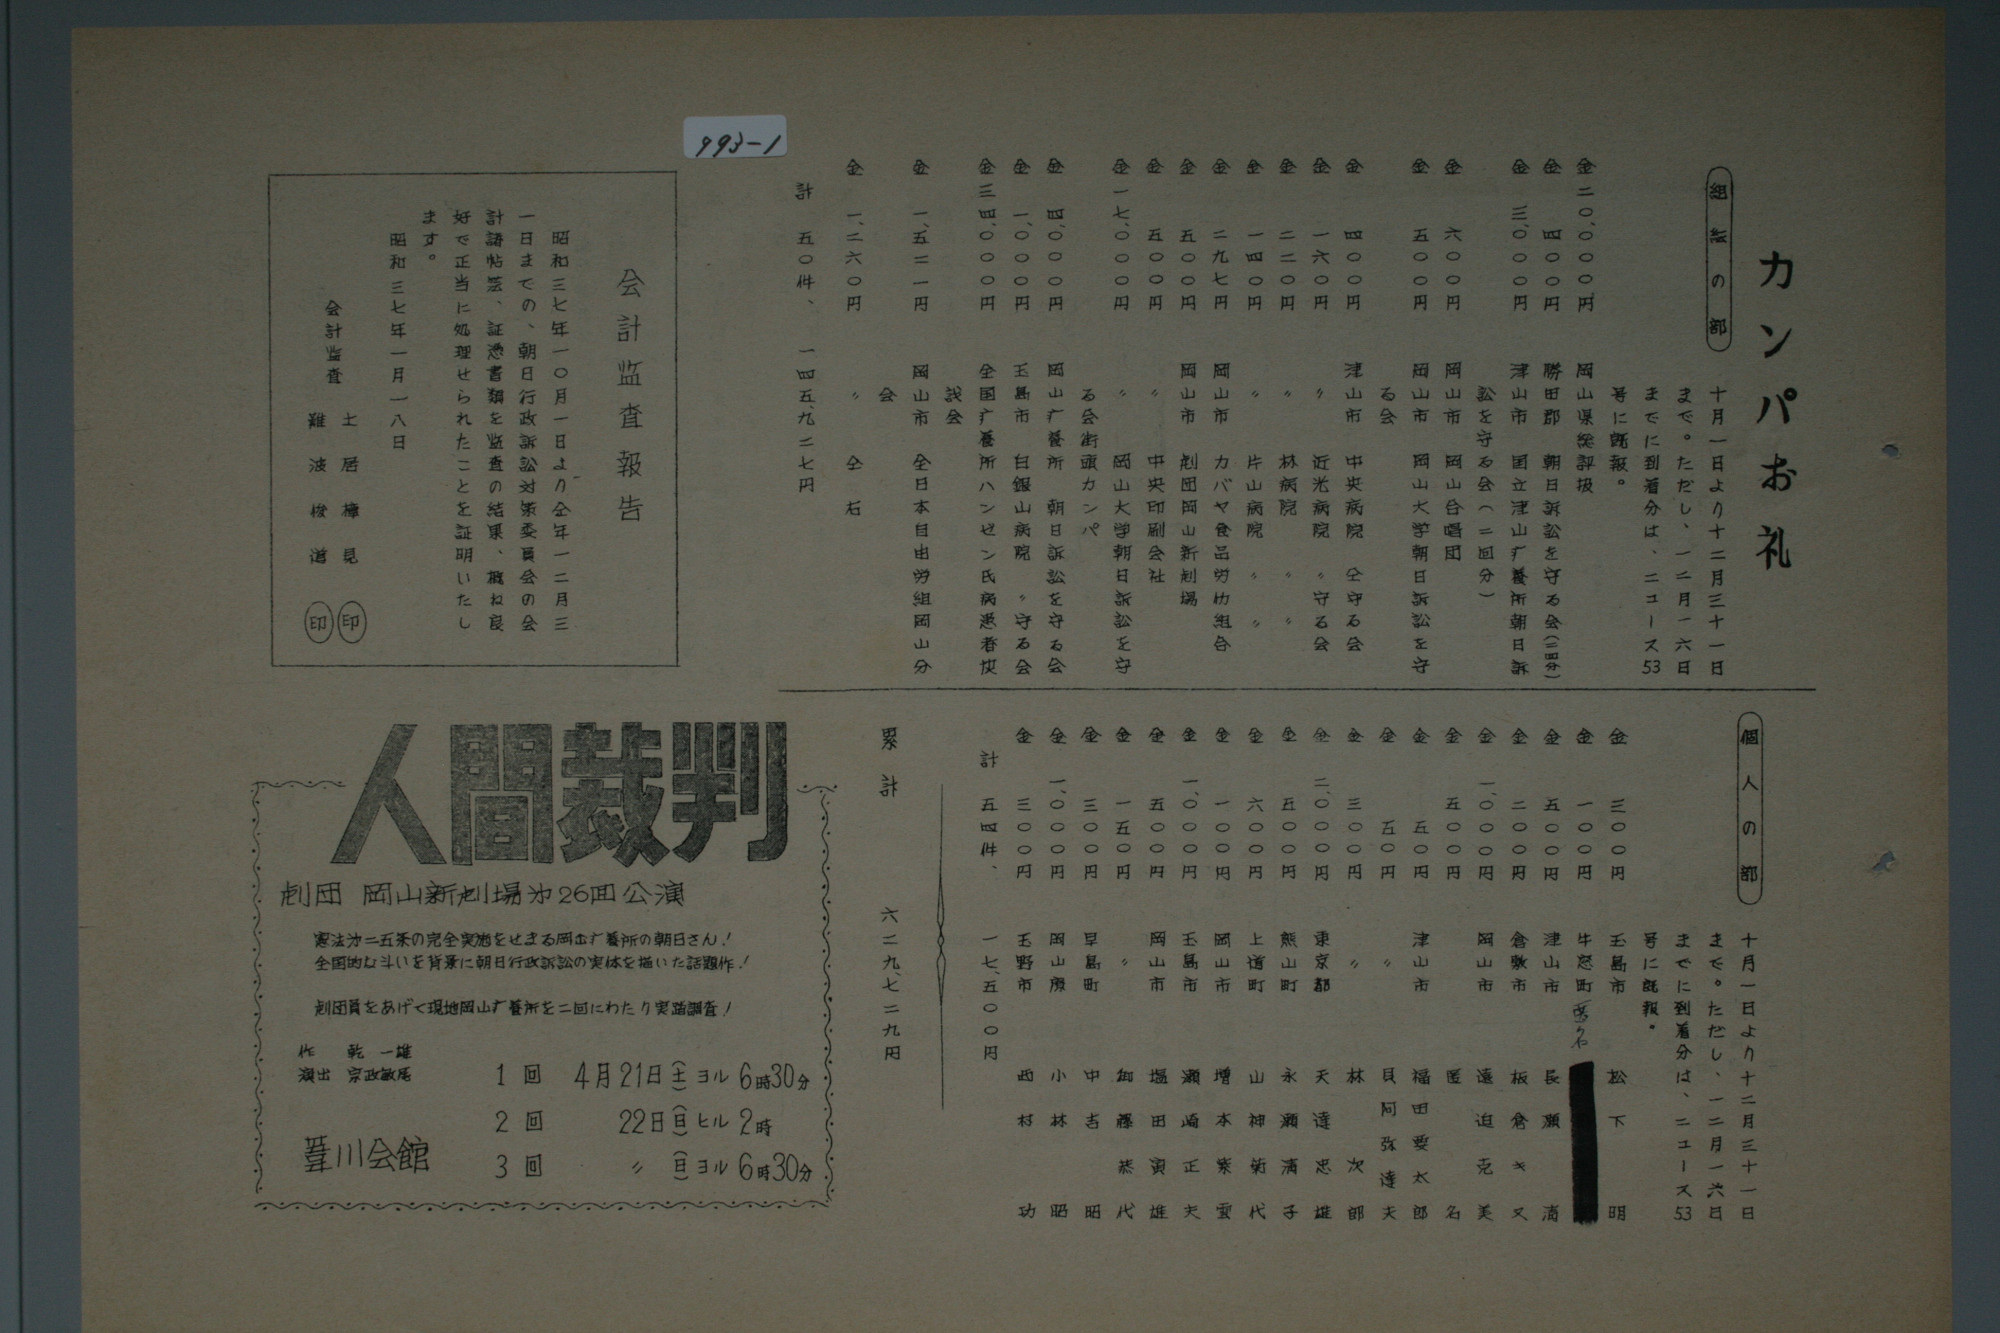 993-1
カンパお礼
組織の部
十月一日より十二月三十一日
まで。ただし、一二月一六日
までに到着分は、ニュース53
号に既報。
金二〇、〇〇〇円 岡山県総評扱
金 四〇〇円 勝田郡 朝日訴訟を守る会(二回分)
金 三、〇〇〇円 津山市 国立津山疗養所朝日訴
訟を守る会(二回分)
金 六〇〇円 岡山市 岡山合唱団
金 五〇〇円 岡山市 岡山大学朝日訴訟を守
る会
金 四〇〇円 津山市 中央病院 仝守る会
金 一六〇円 〃 近光病院 〃守る会
金 二二〇円 〃 林病院 〃 〃
金 一四〇円 〃 片山病院 〃 〃
金 二九七円 岡山市 カバヤ食品労仂組合
金 五〇〇円 岡山市 劇団岡山新劇場
金 五〇〇円 〃 中央印刷会社
金一七、〇〇〇円 〃 岡山大学朝日訴訟を守
る会街頭カンパ
金 四、〇〇〇円 岡山疗養所 朝日訴訟を守る会
金 一、〇〇〇円 玉島市 白銀山病院 〃守る会
金三四、〇〇〇円 全国疗養所ハンゼン氏病患者協
議会
金 一、五二一円 岡山市 全日本自由労組岡山分
会
金 一、二六〇円 〃 仝右
計 五〇件、 一四五、九二七円
会計監査報告
昭和三七年一〇月一日より仝年一二月三
一日までの、朝日行政訴訟対策委員会の会
計諸帖簿、証憑書類を監査の結果、概ね良
好で正当に処理せられたことを証明いたし
ます。
昭和三七年一月一八日
会計監査 土居樟見 印
難波俊道 印
個人の部
十月一日より十二月三十一日
まで。ただし、一二月一六日
までに到着分は、ニュース53
号に既報。
金 三〇〇円 玉島市 松下明
金 一〇〇円 牛窓町 匿名
金 五〇〇円 津山市 長瀬清
金 二〇〇円 倉敷市 板倉キヌ
金 一、〇〇〇円 岡山市 遠迫克美
金 五〇〇円 匿名
金 五〇円 津山市 福田要太郎
金 五〇円 〃 貝阿弥達夫
金 三〇〇円 〃 林次郎
金 二、〇〇〇円 東京都 天達忠雄
金 五〇〇円 熊山町 永瀬清子
金 六〇〇円 上道町 山神菊代
金 一〇〇円 岡山市 増本紫雲
金 一、〇〇〇円 玉島市 瀬崎正夫
金 五〇〇円 岡山市 塩田寅雄
金 一五〇円 〃 御藤恭代
金 三〇〇円 早島町 中吉昭
金 一、〇〇〇円 岡山療 小林昭
金 三〇〇円 玉野市 西村功
計 五四件、 一七、五〇〇円
累計 六二九、七二九円
人間裁判
劇団 岡山新劇場㐧26回公演
憲法㐧二五条の完全実施をせまる岡山疗養所の朝日さん!
全国的な斗いを背景に朝日行政訴訟の実体を描いた話題作!
劇団員をあげて現地岡山疗養所を二回にわたり実踏調査!
作 乾 一雄
演出 宗政敏尾
1回 4月21日(土)ヨル6時30分
2回 22日(日)ヒル2時
3回 〃 (日)ヨル6時30分
葦川会館